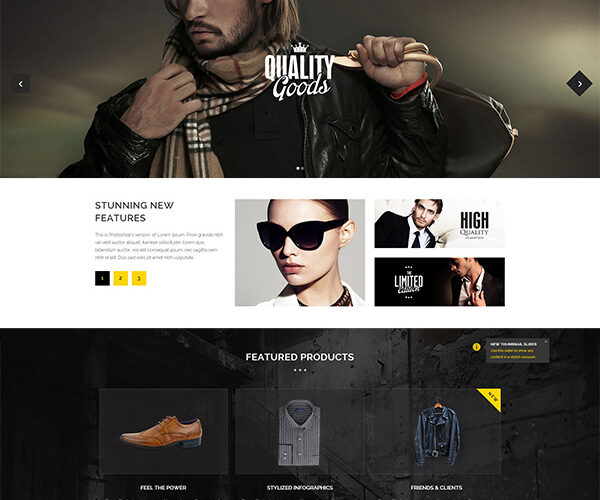 QUALITY
Goods
STUNNING NEW
FEATURES
This is Photoshop's version of Lorem Ipsum. Proin gravida
nibh vel velit auctor aliquet. Aenean sollicitudin, lorem quis
bibendum auctor, nisi elit consequat ipsum, nec sagittis sem
nibh id elit. Duis sed odio sit amet nibh vulputate.
1 2 3
HIGH
QUALITY
THE
LIMITED
Edition
FEATURED PRODUCTS
NEW THUMBNAIL SLIDER
Use this slider to show any
content in a stylish carousel.
NEW
FEEL THE POWER
STYLIZED INFOGRAPHICS
FRIENDS & CLIENTS